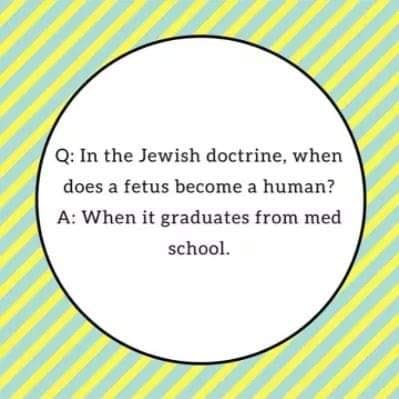 Q: In the Jewish doctrine, when
does a fetus become a human?
A: When it graduates from med
school.